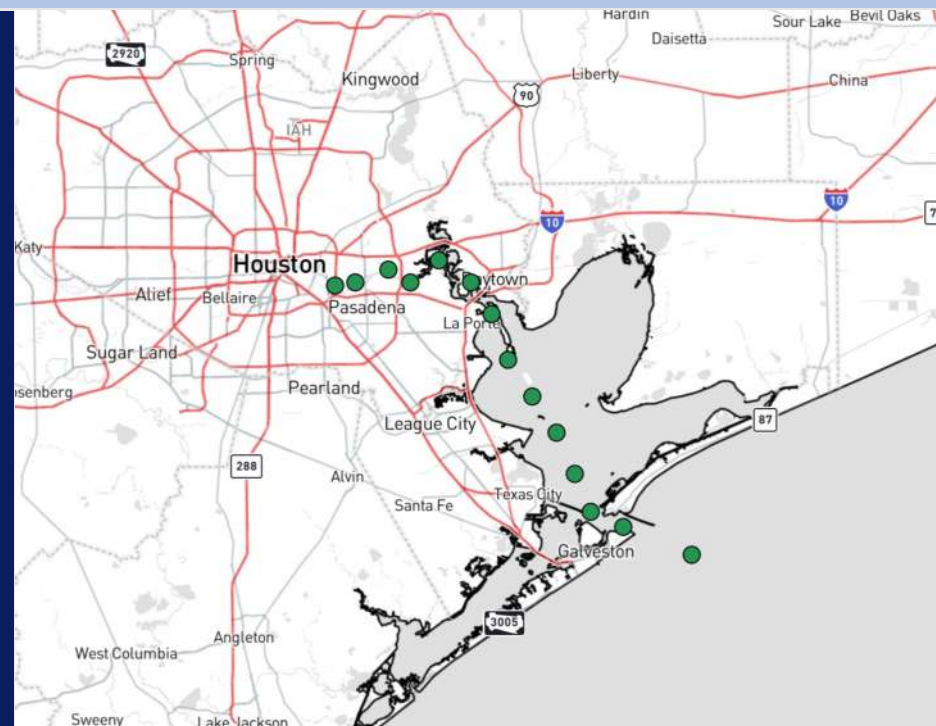 Hardin
Bevil Oaks
Sour Lake
Daisetta
2920
Spring
Kingwood
Liberty
China
90
IAH
10
10
7
Katy
Houston
Baytown
Alief
Bellaire
Pasadena
La Porte
Sugar Land
Pearland
osenberg
League City
87
288
Alvin
Texas City
Santa Fe
Galveston
3005
Angleton
West Columbia
Sweeny
Lake Jackson